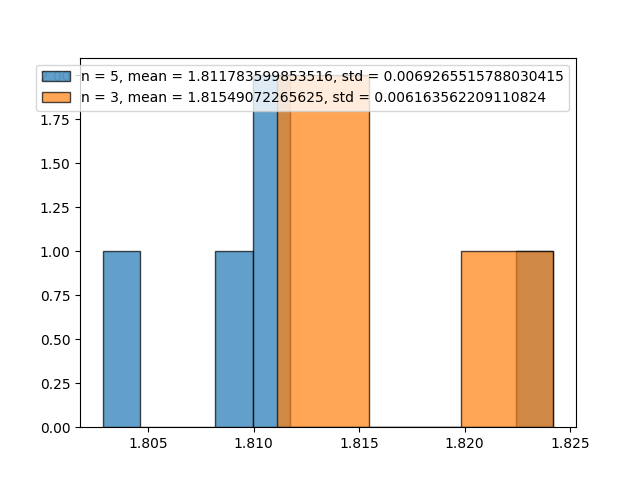 n = 5, mean = 1.811783599853516, std = 0.0069265515788030415
n = 3, mean = 1.81549072265625, std = 0.006163562209110824
1.75
1.50
1.25
1.00
0.75
0.50
0.25
0.00
1.805 1.810 1.815 1.820 1.825